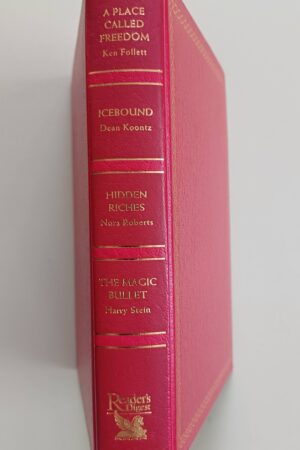 A PLACE
CALLED
FREEDOM
Ken Follett
ICEBOUND
Dean Koontz
HIDDEN
RICHES
Nora Roberts
THE MAGIC
BULLET
Harry Stein
Reader's
Digest